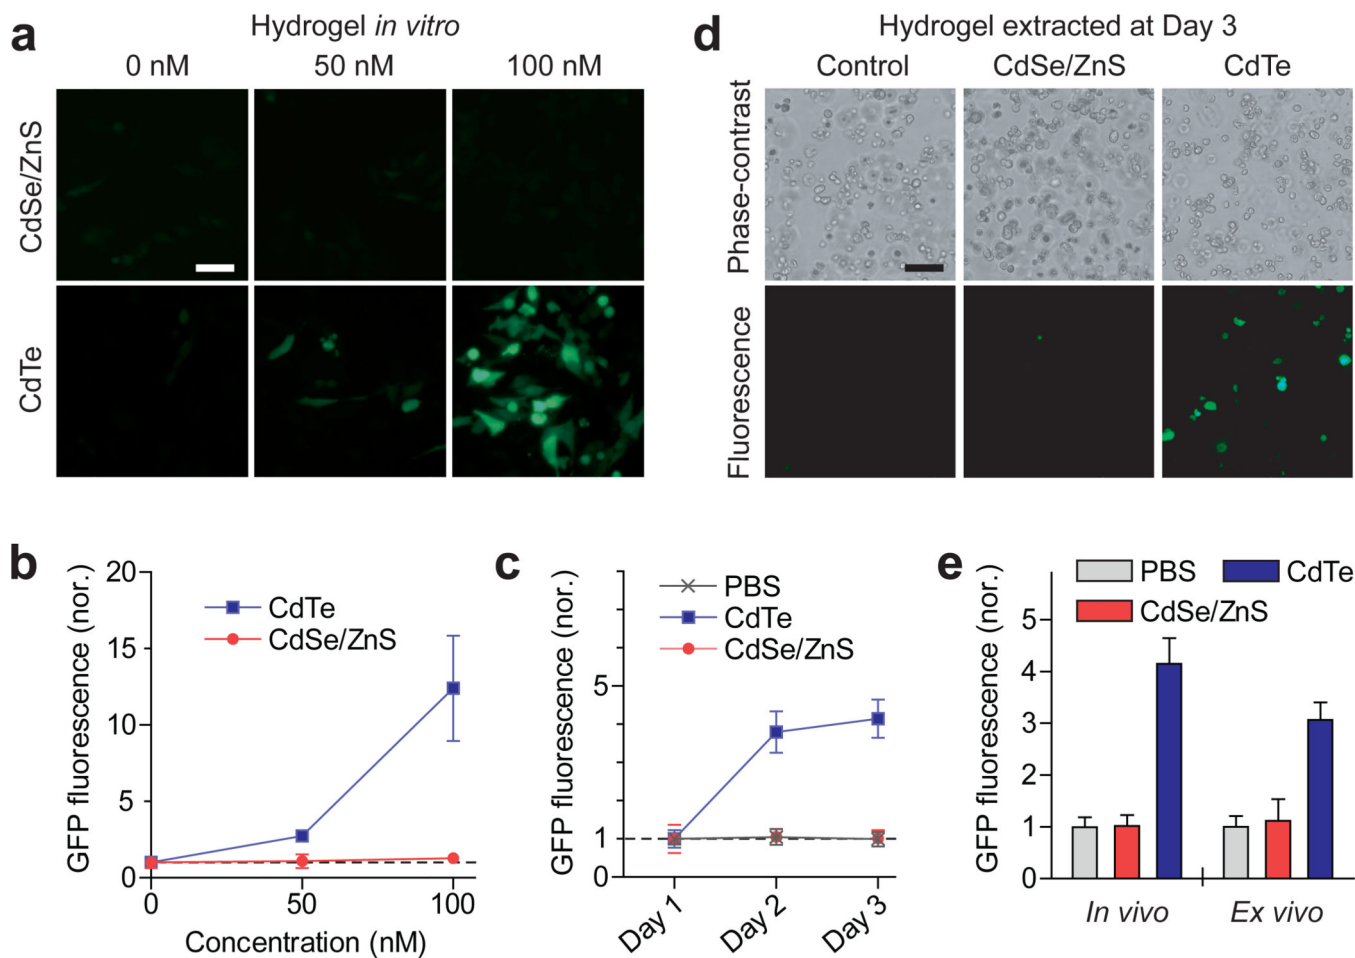 a
Hydrogel in vitro
0 nM 50 nM 100 nM
CdSe/ZnS
CdTe
d
Hydrogel extracted at Day 3
Control CdSe/ZnS CdTe
Phase-contrast
Fluorescence
b
GFP fluorescence (nor.)
20
15
10
5
1
0
CdTe
CdSe/ZnS
0 50 100
Concentration (nM)
c
GFP fluorescence (nor.)
5
1
0
PBS
CdTe
CdSe/ZnS
Day 1 Day 2 Day 3
e
GFP fluorescence (nor.)
PBS CdTe
CdSe/ZnS
5
4
3
2
1
0
In vivo Ex vivo